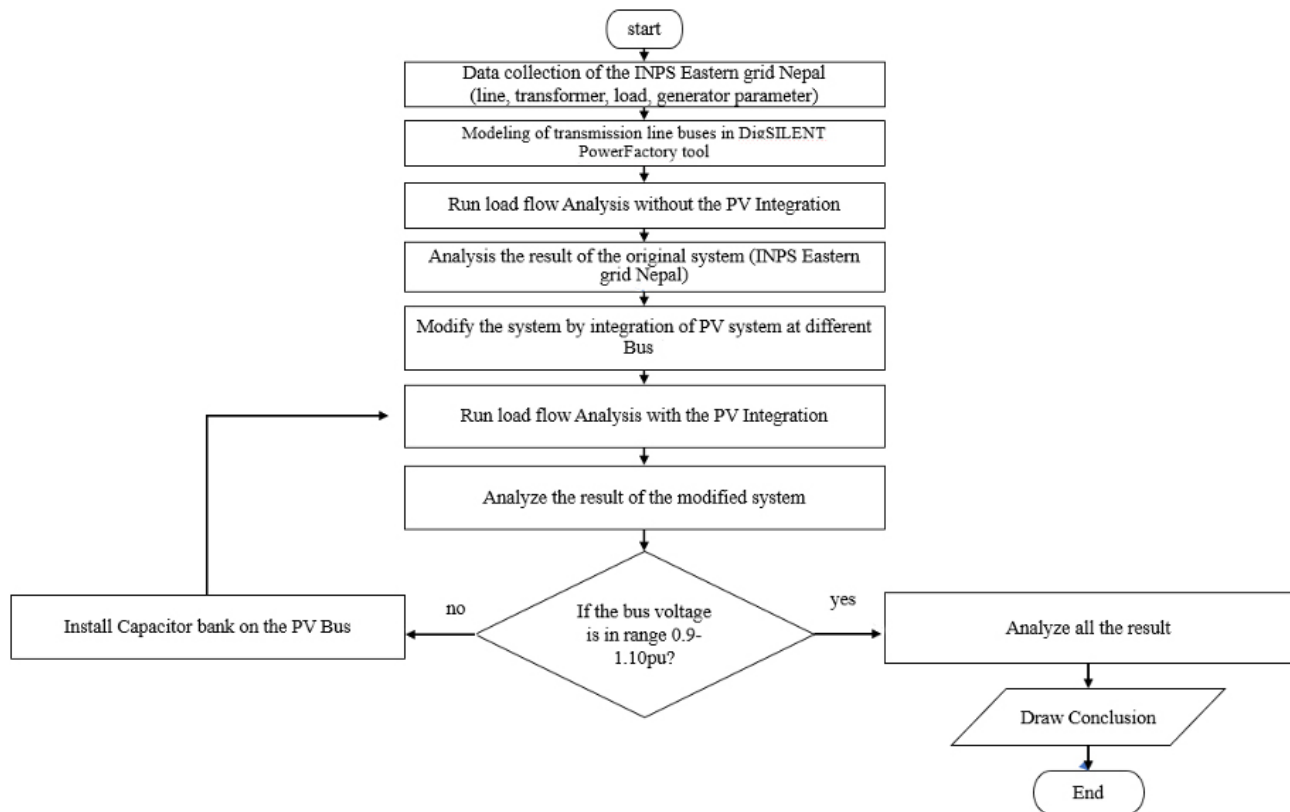 start
Data collection of the INPS Eastern grid Nepal
(line, transformer, load, generator parameter)
Modeling of transmission line buses in DigSILENT
PowerFactory tool
Run load flow Analysis without the PV Integration
Analysis the result of the original system (INPS Eastern
grid Nepal)
Modify the system by integration of PV system at different
Bus
Run load flow Analysis with the PV Integration
Analyze the result of the modified system
If the bus voltage
is in range 0.9-
1.10pu?
no
Install Capacitor bank on the PV Bus
yes
Analyze all the result
Draw Conclusion
End